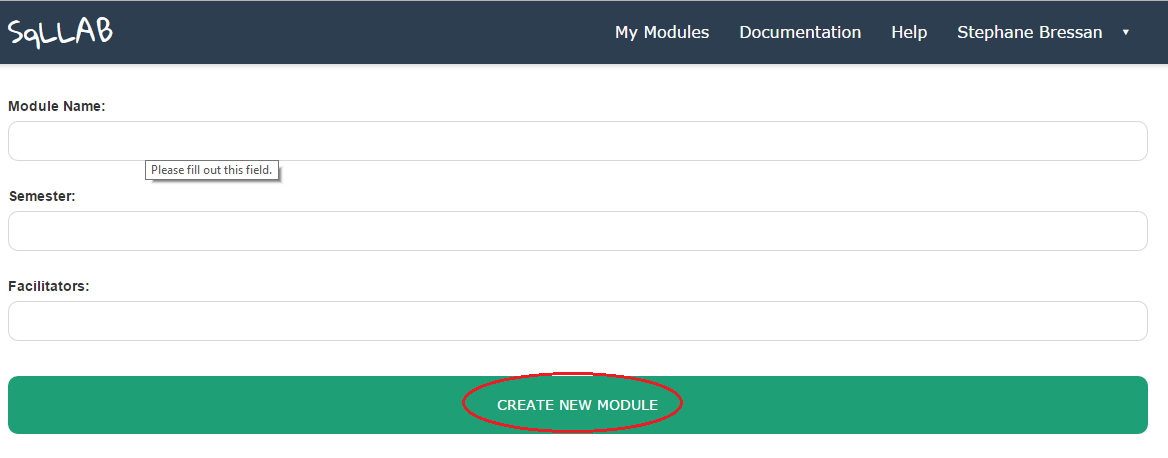 SqLLAB My Modules Documentation Help Stephane Bressan ▼
Module Name:
Please fill out this field.
Semester:
Facilitators:
CREATE NEW MODULE